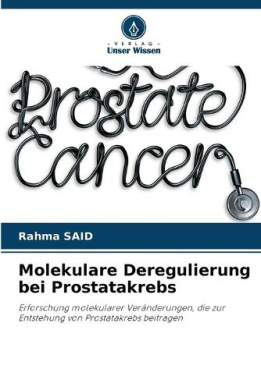 - VERLAG -
Unser Wissen
Prostate
Cancer
Rahma SAID
Molekulare Deregulierung
bei Prostatakrebs
Erforschung molekularer Veränderungen, die zur
Entstehung von Prostatakrebs beitragen